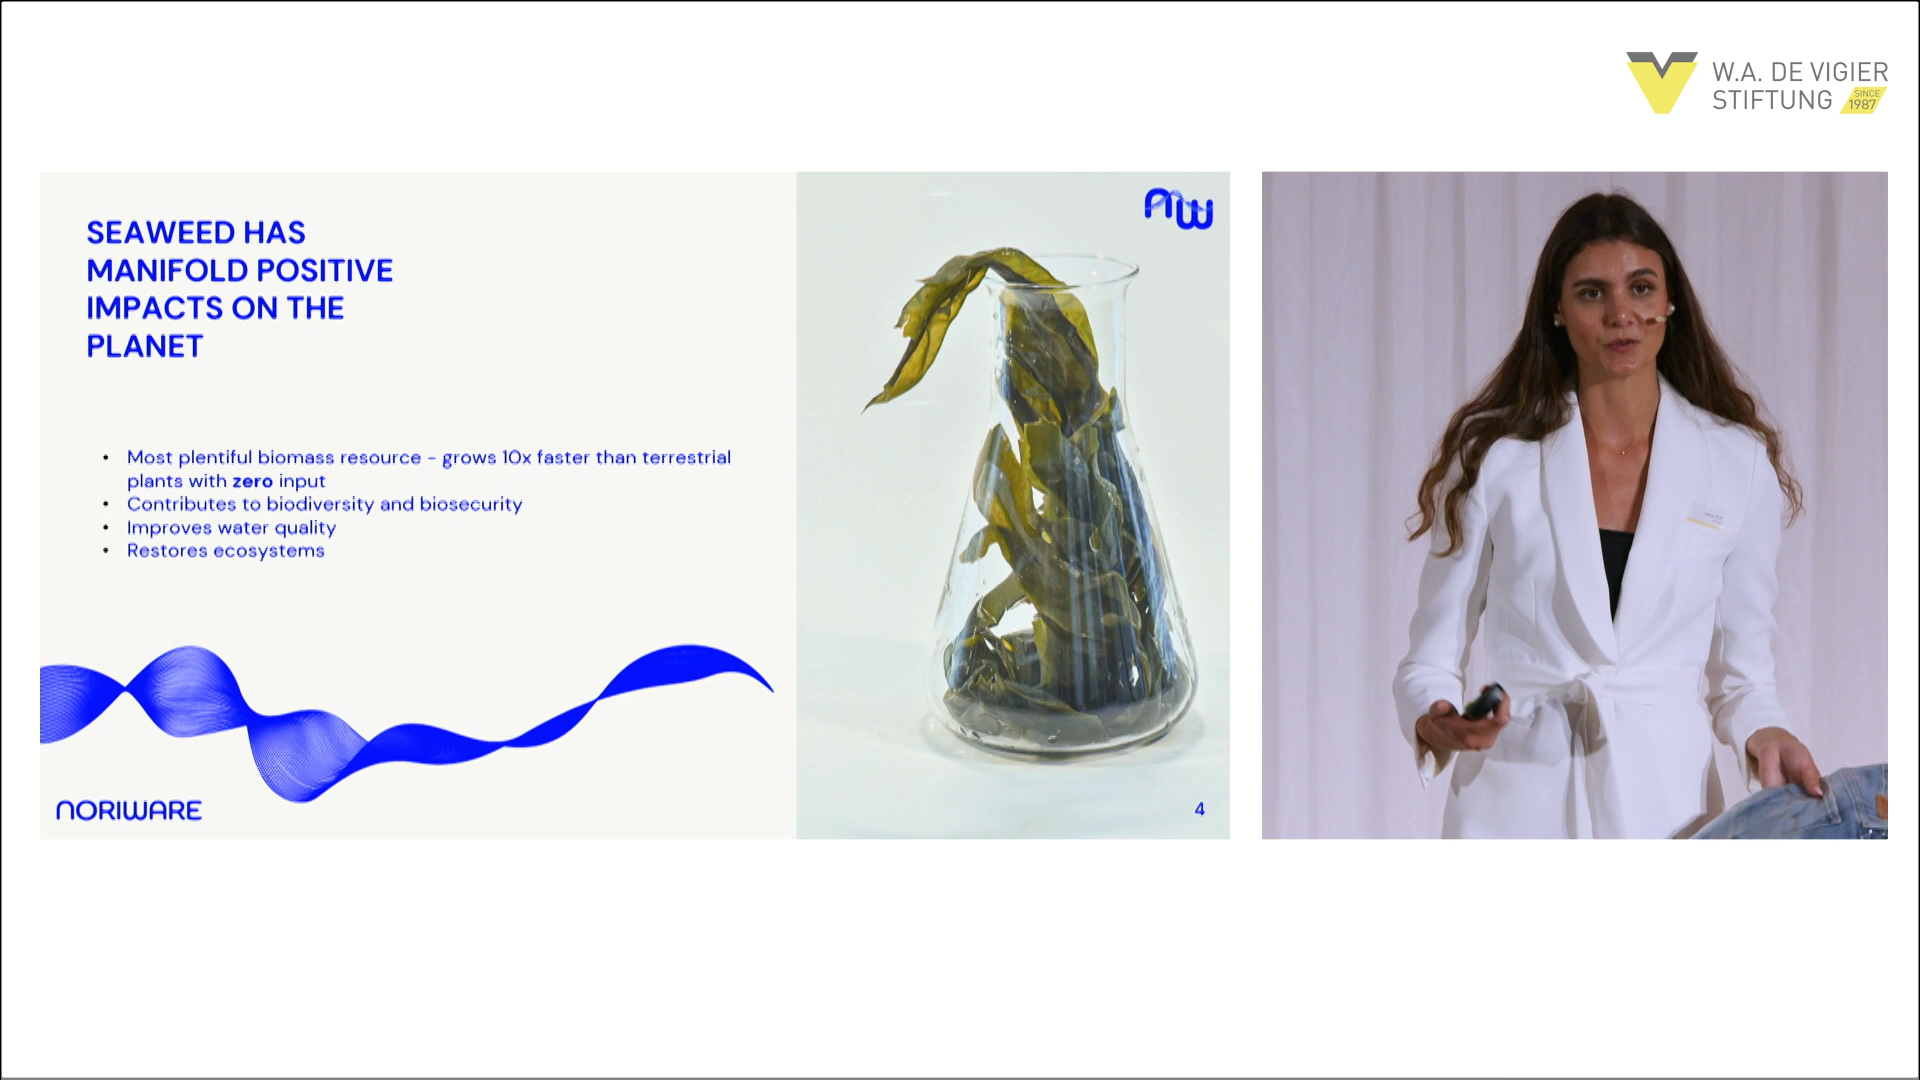 W.A. DE VIGIER
STIFTUNG
SINCE
1987
SEAWEED HAS
MANIFOLD POSITIVE
IMPACTS ON THE
PLANET
• Most plentiful biomass resource - grows 10x faster than terrestrial
plants with zero input
• Contributes to biodiversity and biosecurity
• Improves water quality
• Restores ecosystems
NORIWARE
NW
4